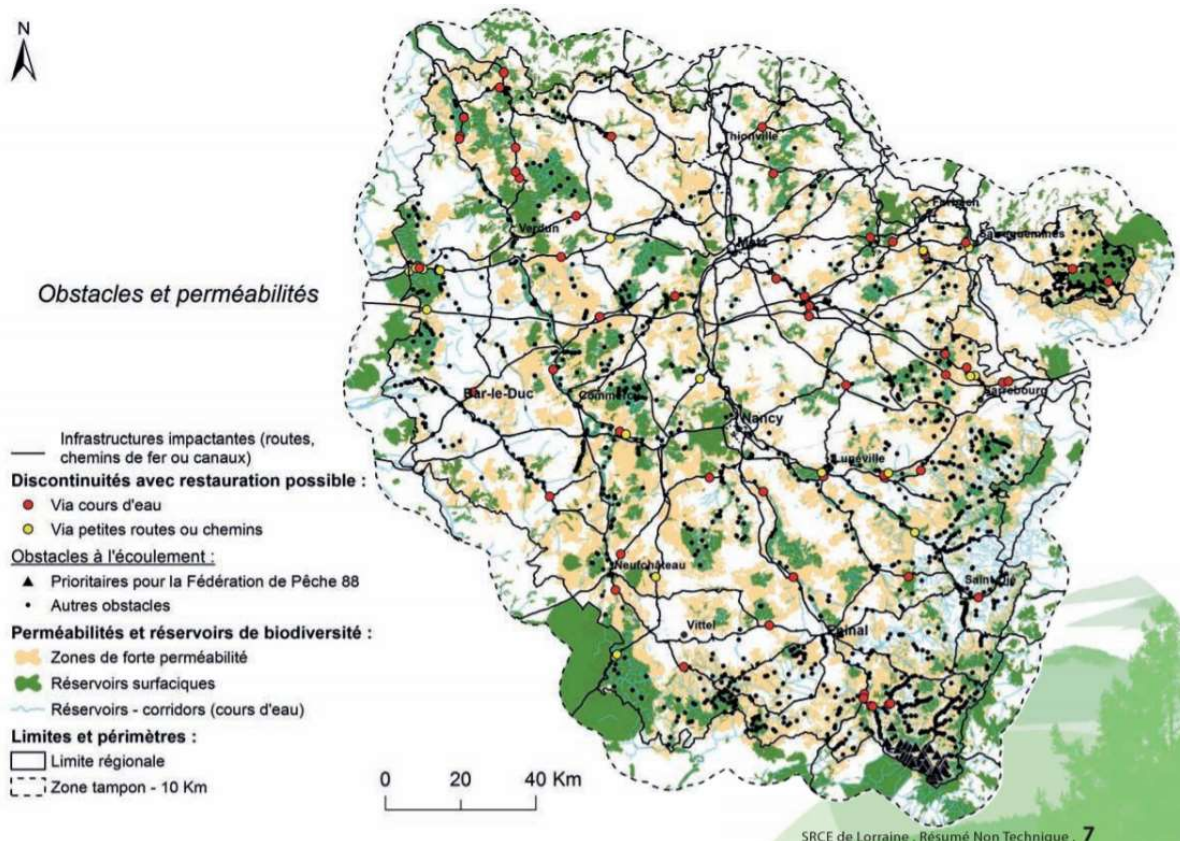 N
Obstacles et perméabilités
Infrastructures impactantes (routes,
chemins de fer ou canaux)
Discontinuités avec restauration possible :
Via cours d'eau
Via petites routes ou chemins
Obstacles à l'écoulement :
Prioritaires pour la Fédération de Pêche 88
Autres obstacles
Perméabilités et réservoirs de biodiversité :
Zones de forte perméabilité
Réservoirs surfaciques
Réservoirs - corridors (cours d'eau)
Limites et périmètres :
Limite régionale
Zone tampon - 10 Km
0 20 40 Km
Thionville
Forbach
Verdun
Metz
Sarreguemines
Bar-le-Duc
Commercy
Sarrebourg
Nancy
Lunéville
Neufchâteau
Saint-Dié
Vittel
Epinal
SRCE de Lorraine . Résumé Non Technique . 7